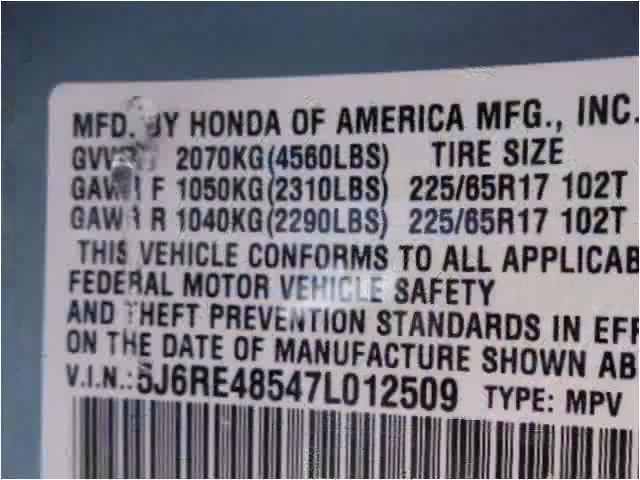 MFD. BY HONDA OF AMERICA MFG., INC.
GVWR 2070KG(4560LBS) TIRE SIZE
GAWR F 1050KG(2310LBS) 225/65R17 102T
GAWR R 1040KG(2290LBS) 225/65R17 102T
THIS VEHICLE CONFORMS TO ALL APPLICAB
FEDERAL MOTOR VEHICLE SAFETY
AND THEFT PREVENTION STANDARDS IN EFF
ON THE DATE OF MANUFACTURE SHOWN AB
V.I.N.:5J6RE48547L012509 TYPE: MPV